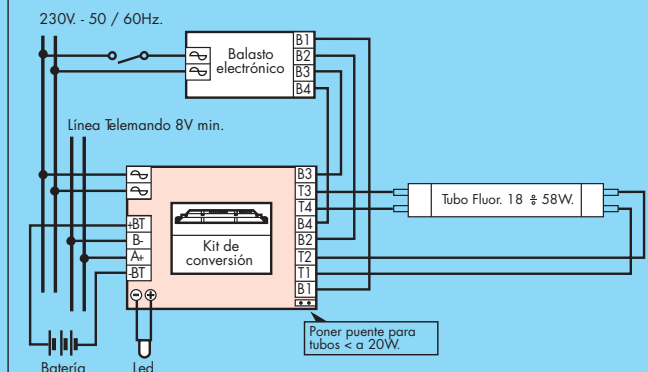 230V. - 50 / 60Hz.
Balasto
electrónico
B1
B2
B3
B4
Línea Telemando 8V min.
+BT
B-
A+
-BT
Kit de
conversión
B3
T3
T4
B4
B2
T2
T1
B1
Tubo Fluor. 18 ÷ 58W.
Poner puente para
tubos < a 20W.
Batería
Led